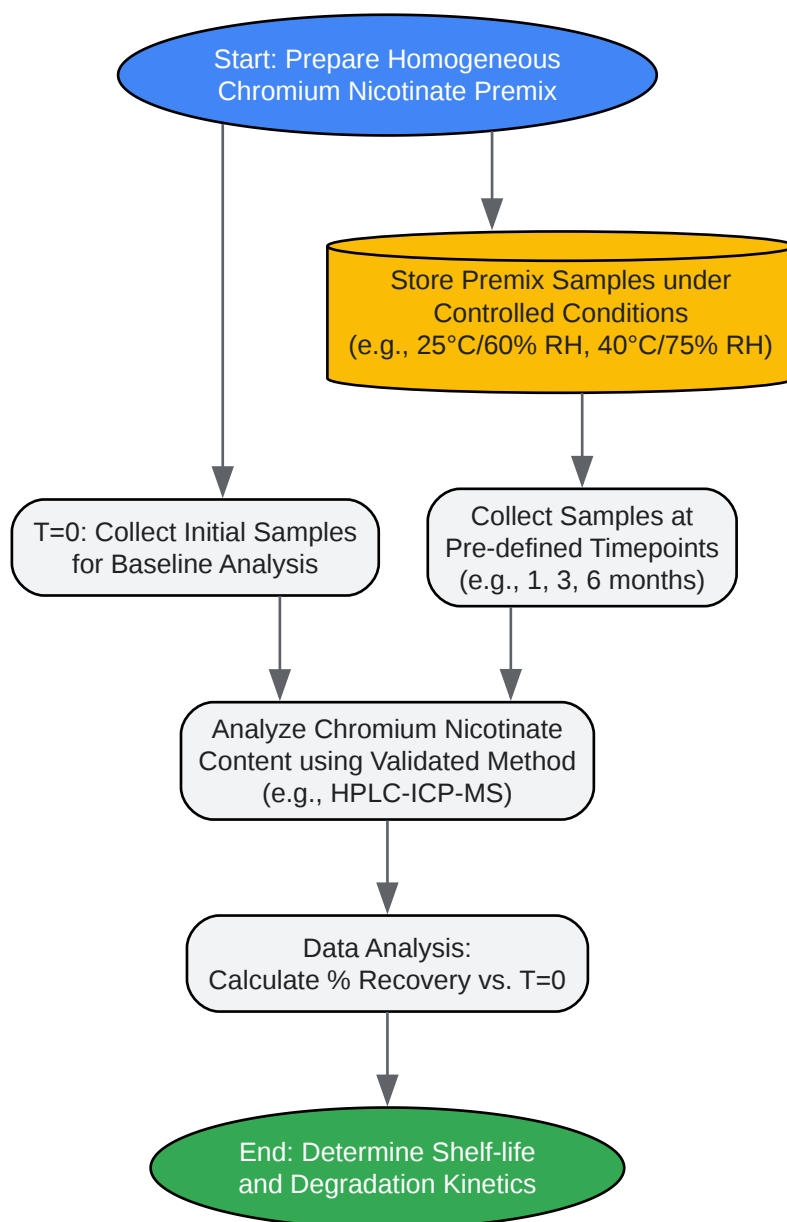 Start: Prepare Homogeneous
Chromium Nicotinate Premix
Store Premix Samples under
Controlled Conditions
(e.g., 25°C/60% RH, 40°C/75% RH)
T=0: Collect Initial Samples
for Baseline Analysis
Collect Samples at
Pre-defined Timepoints
(e.g., 1, 3, 6 months)
Analyze Chromium Nicotinate
Content using Validated Method
(e.g., HPLC-ICP-MS)
Data Analysis:
Calculate % Recovery vs. T=0
End: Determine Shelf-life
and Degradation Kinetics